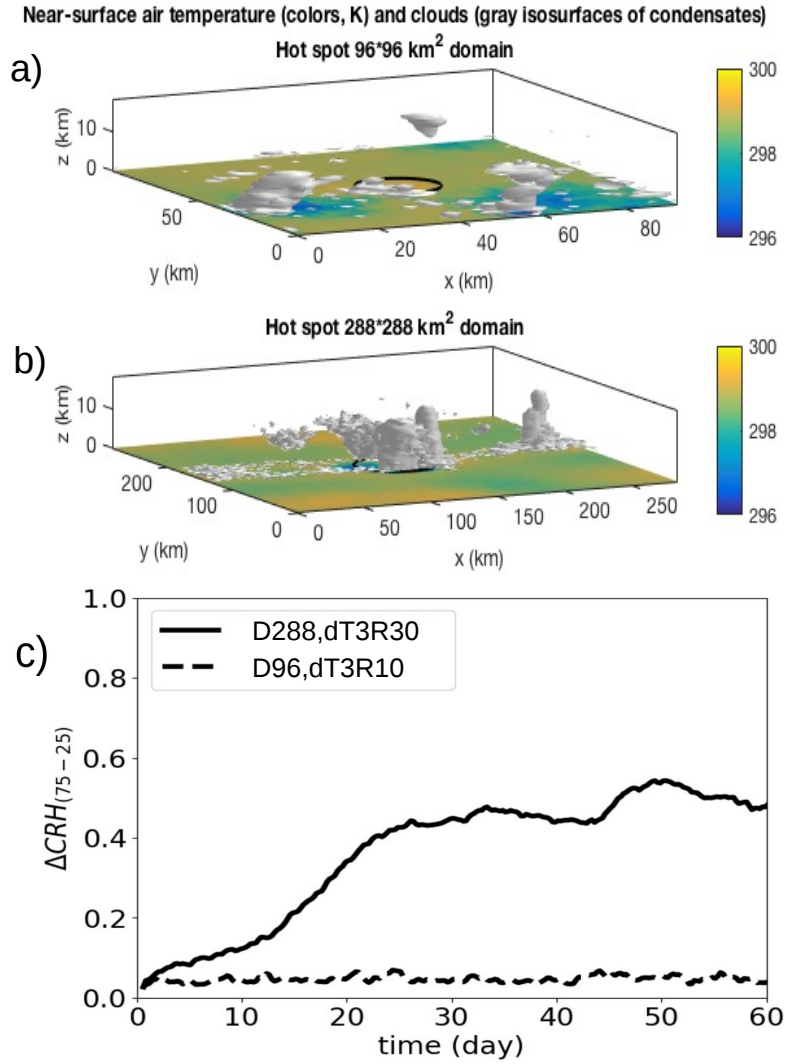 Near-surface air temperature (colors, K) and clouds (gray isosurfaces of condensates)
Hot spot 96*96 km² domain
a)
z (km)
10
0
50
0
y (km)
0
20
40
60
80
x (km)
300
298
296
Hot spot 288*288 km² domain
b)
z (km)
10
0
200
100
0
y (km)
0
50
100
150
200
250
x (km)
300
298
296
c)
D288,dT3R30
D96,dT3R10
ΔCRH(75−25)
1.0
0.8
0.6
0.4
0.2
0.0
0
10
20
30
40
50
60
time (day)